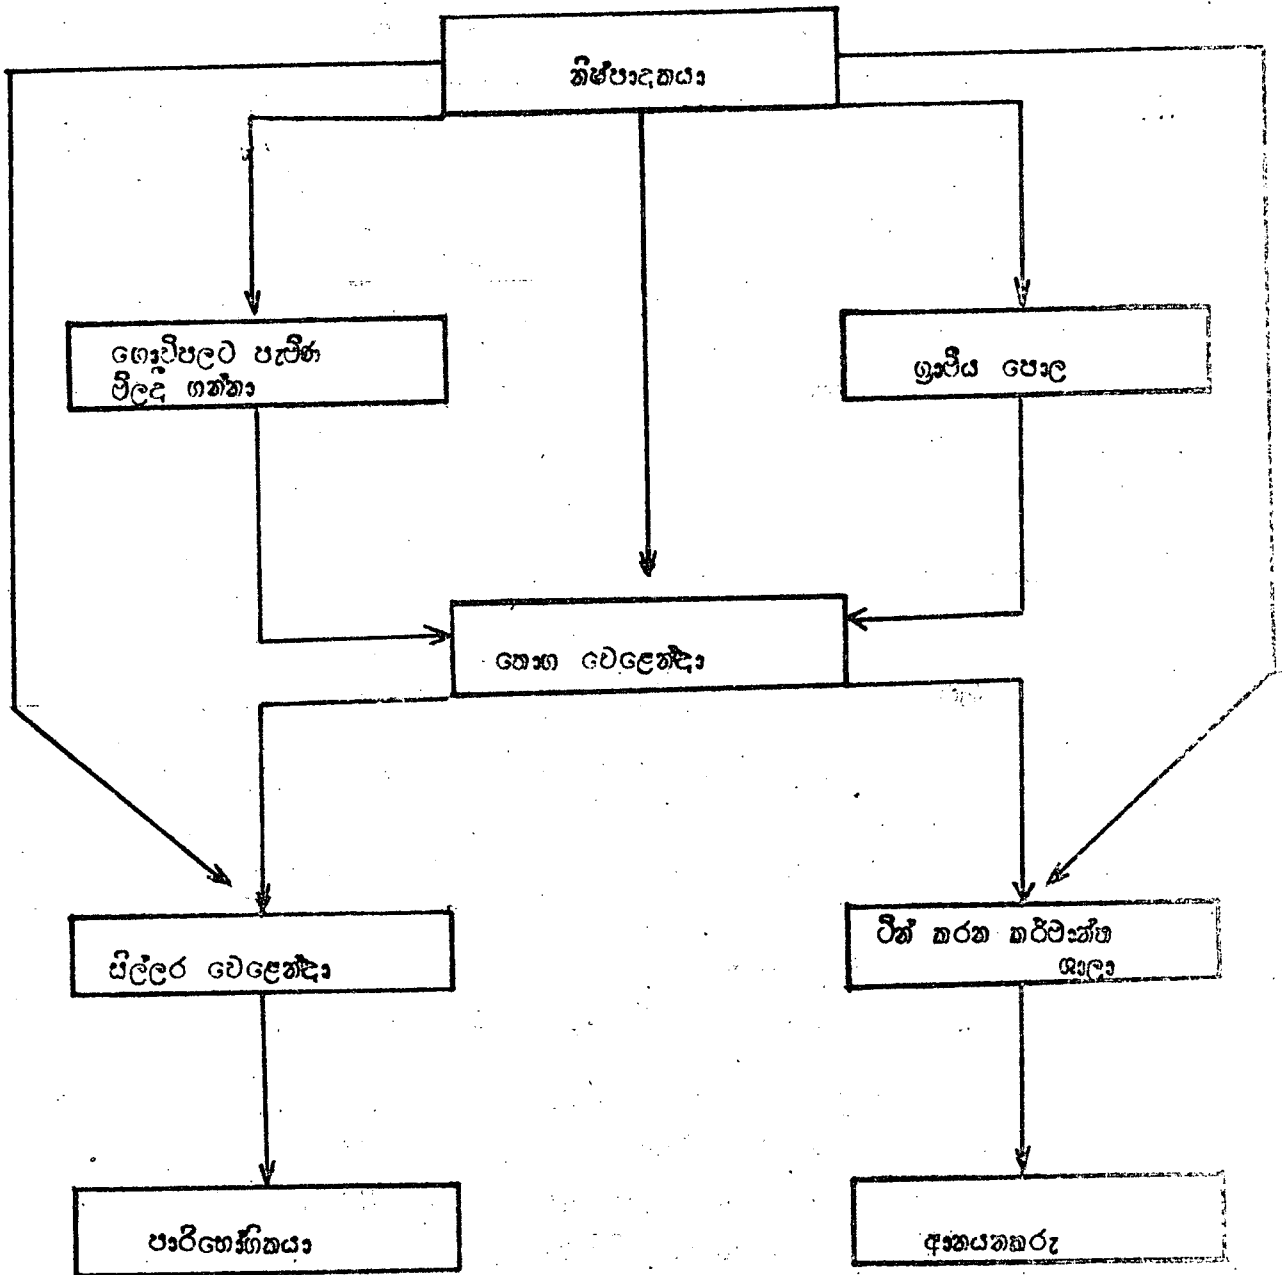 නිෂ්පාදකයා
ගොවිපලට පැමිණ
මිලදී ගන්නා
ග්‍රාමීය පොල
තොග වෙළෙන්දා
සිල්ලර වෙළෙන්දා
ටින් කරන කර්මාන්ත
ශාලා
පාරිභෝගිකයා
ආනයනකරු